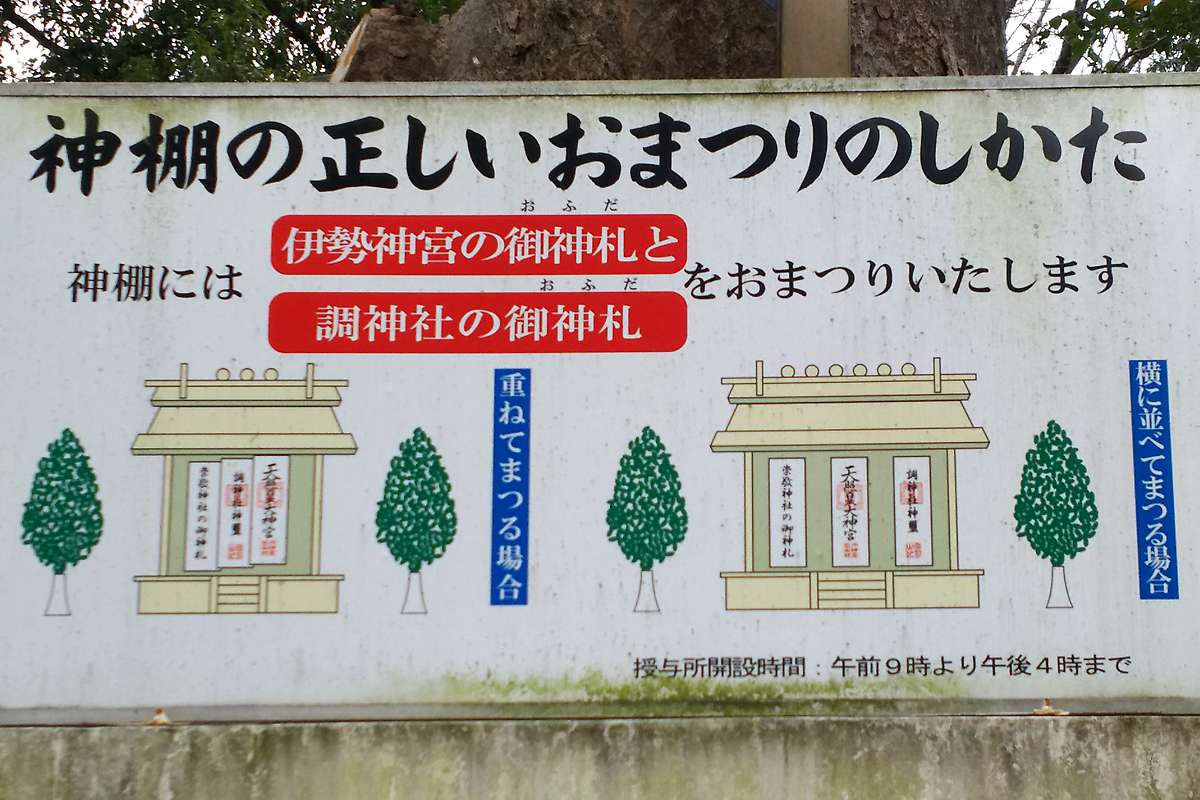 神棚の正しいおまつりのしかた
おふだ
伊勢神宮の御神札と
神棚には
をおまつりいたします
おふだ
調神社の御神札
重ねてまつる場合
横に並べてまつる場合
崇敬神社の御神札
調神社神璽
天照皇大神宮
崇敬神社の御神札
天照皇大神宮
調神社神璽
授与所開設時間：午前９時より午後４時まで